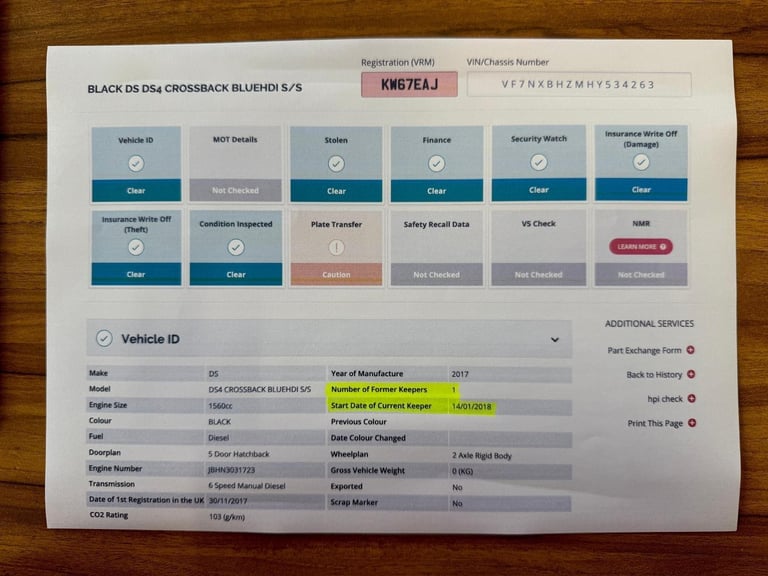 Registration (VRM) VIN/Chassis Number
BLACK DS DS4 CROSSBACK BLUEHDI S/S KW67EAJ VF7NXBHZMHY534263
Vehicle ID MOT Details Stolen Finance Security Watch Insurance Write Off (Damage)
Clear Not Checked Clear Clear Clear Clear
Insurance Write Off (Theft) Condition Inspected Plate Transfer Safety Recall Data VS Check NMR
LEARN MORE ?
Clear Clear Caution Not Checked Not Checked Not Checked
Vehicle ID
ADDITIONAL SERVICES
Part Exchange Form
Back to History
hpi check
Print This Page
Make DS Year of Manufacture 2017
Model DS4 CROSSBACK BLUEHDI S/S Number of Former Keepers 1
Engine Size 1560cc Start Date of Current Keeper 14/01/2018
Colour BLACK Previous Colour
Fuel Diesel Date Colour Changed
Doorplan 5 Door Hatchback Wheelplan 2 Axle Rigid Body
Engine Number JBHN3031723 Gross Vehicle Weight 0 (KG)
Transmission 6 Speed Manual Diesel Exported No
Date of 1st Registration in the UK 30/11/2017 Scrap Marker No
CO2 Rating 103 (g/km)